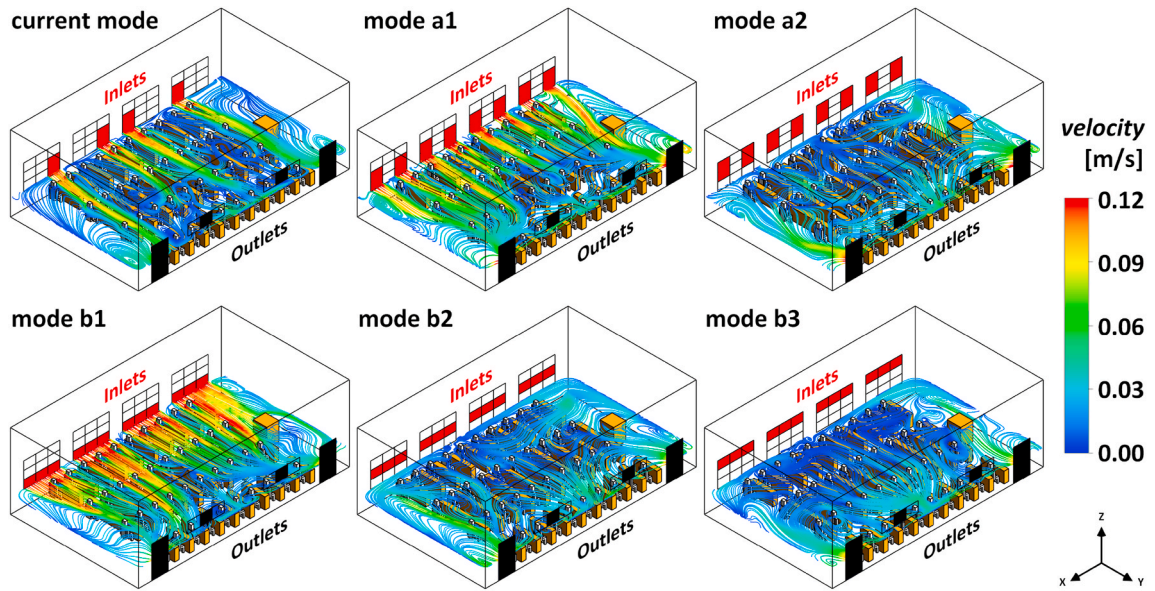 current mode
mode a1
mode a2
Inlets
Inlets
Inlets
velocity
[m/s]
0.12
0.09
0.06
0.03
0.00
Outlets
Outlets
Outlets
mode b1
mode b2
mode b3
Inlets
Inlets
Inlets
Outlets
Outlets
Outlets
Z
X
Y